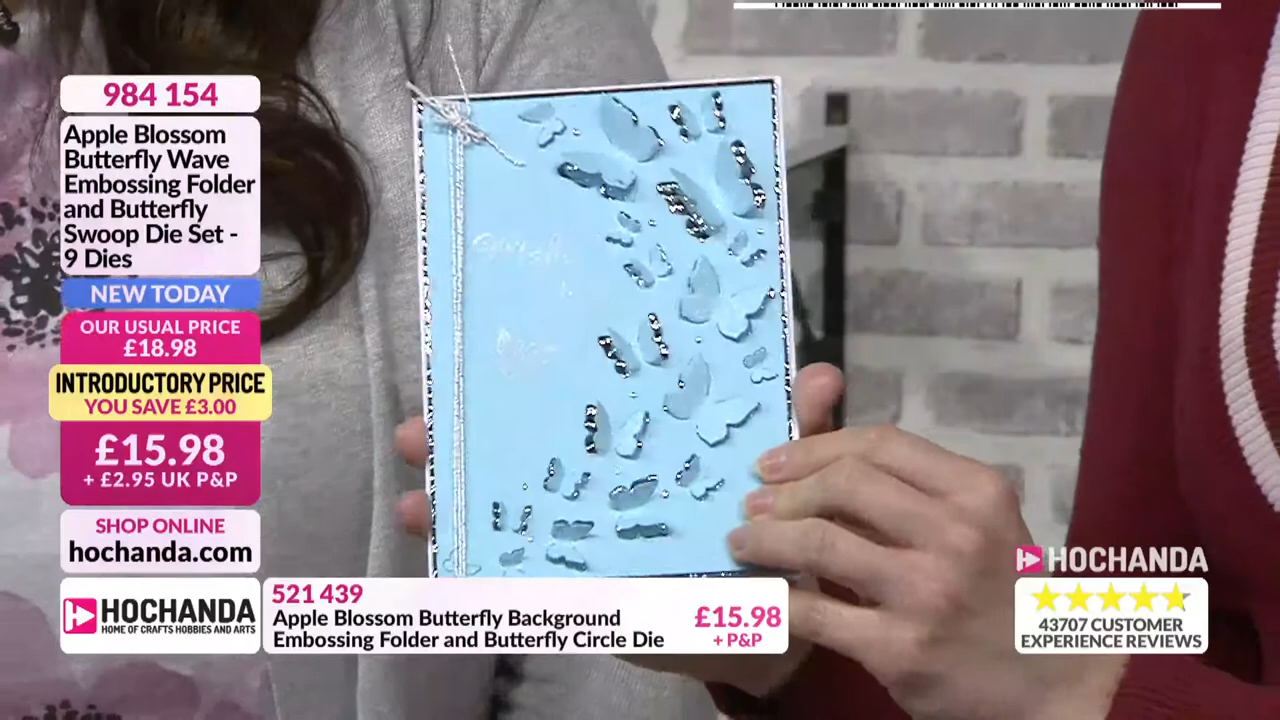 984 154
Apple Blossom
Butterfly Wave
Embossing Folder
and Butterfly
Swoop Die Set -
9 Dies
NEW TODAY
OUR USUAL PRICE
£18.98
INTRODUCTORY PRICE
YOU SAVE £3.00
£15.98
+ £2.95 UK P&P
SHOP ONLINE
hochanda.com
HOCHANDA
HOME OF CRAFTS HOBBIES AND ARTS
521 439
Apple Blossom Butterfly Background
Embossing Folder and Butterfly Circle Die
£15.98
+ P&P
HOCHANDA
43707 CUSTOMER
EXPERIENCE REVIEWS